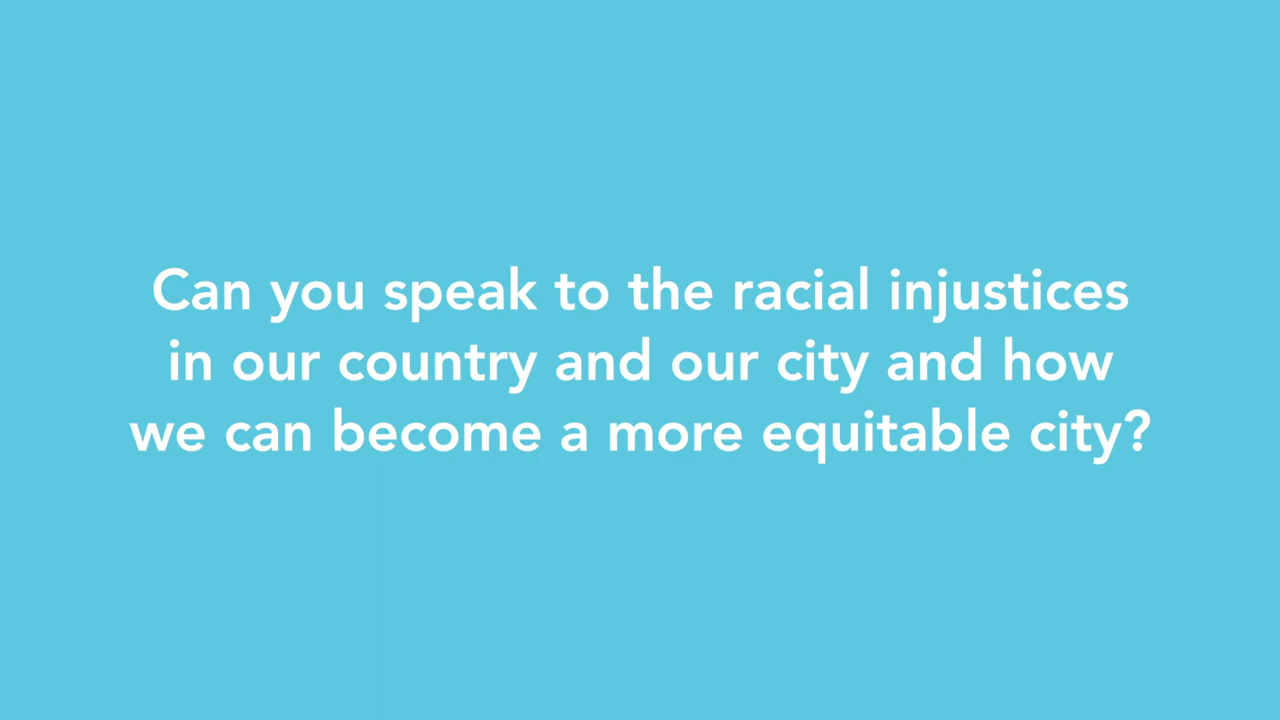 Can you speak to the racial injustices
in our country and our city and how
we can become a more equitable city?